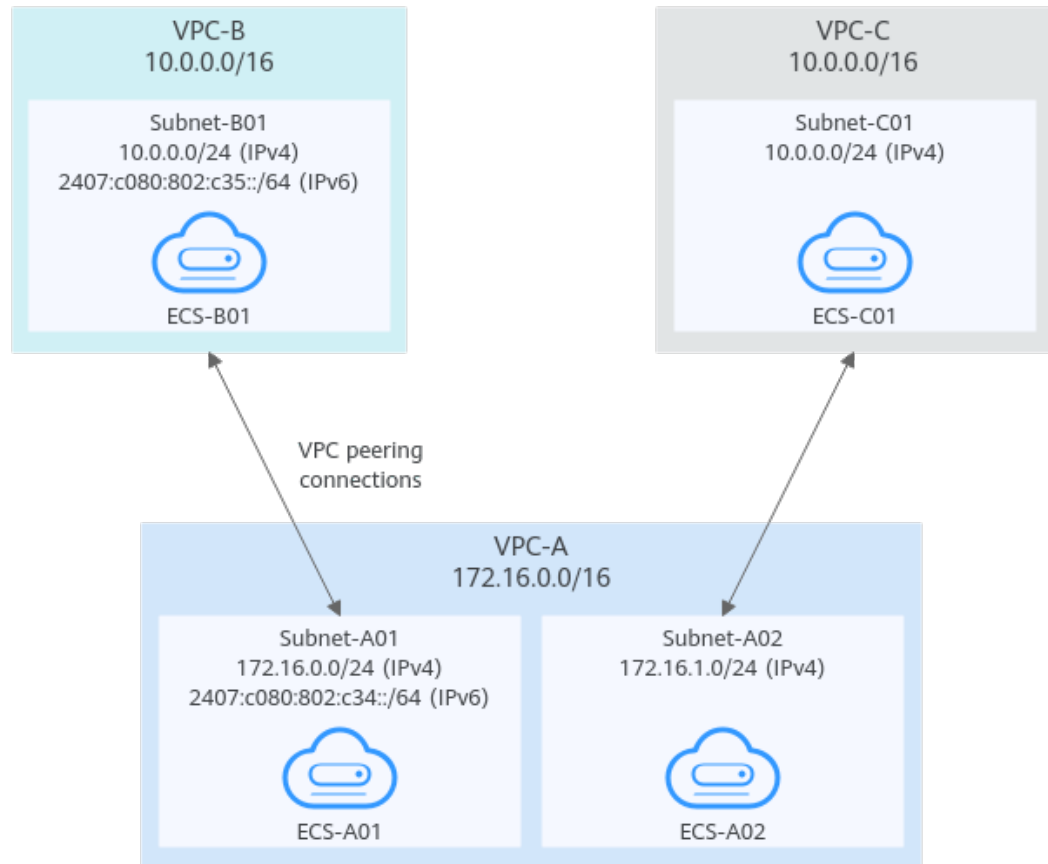 VPC-B
10.0.0.0/16
Subnet-B01
10.0.0.0/24 (IPv4)
2407:c080:802:c35::/64 (IPv6)
ECS-B01
VPC-C
10.0.0.0/16
Subnet-C01
10.0.0.0/24 (IPv4)
ECS-C01
VPC peering
connections
VPC-A
172.16.0.0/16
Subnet-A01
172.16.0.0/24 (IPv4)
2407:c080:802:c34::/64 (IPv6)
ECS-A01
Subnet-A02
172.16.1.0/24 (IPv4)
ECS-A02